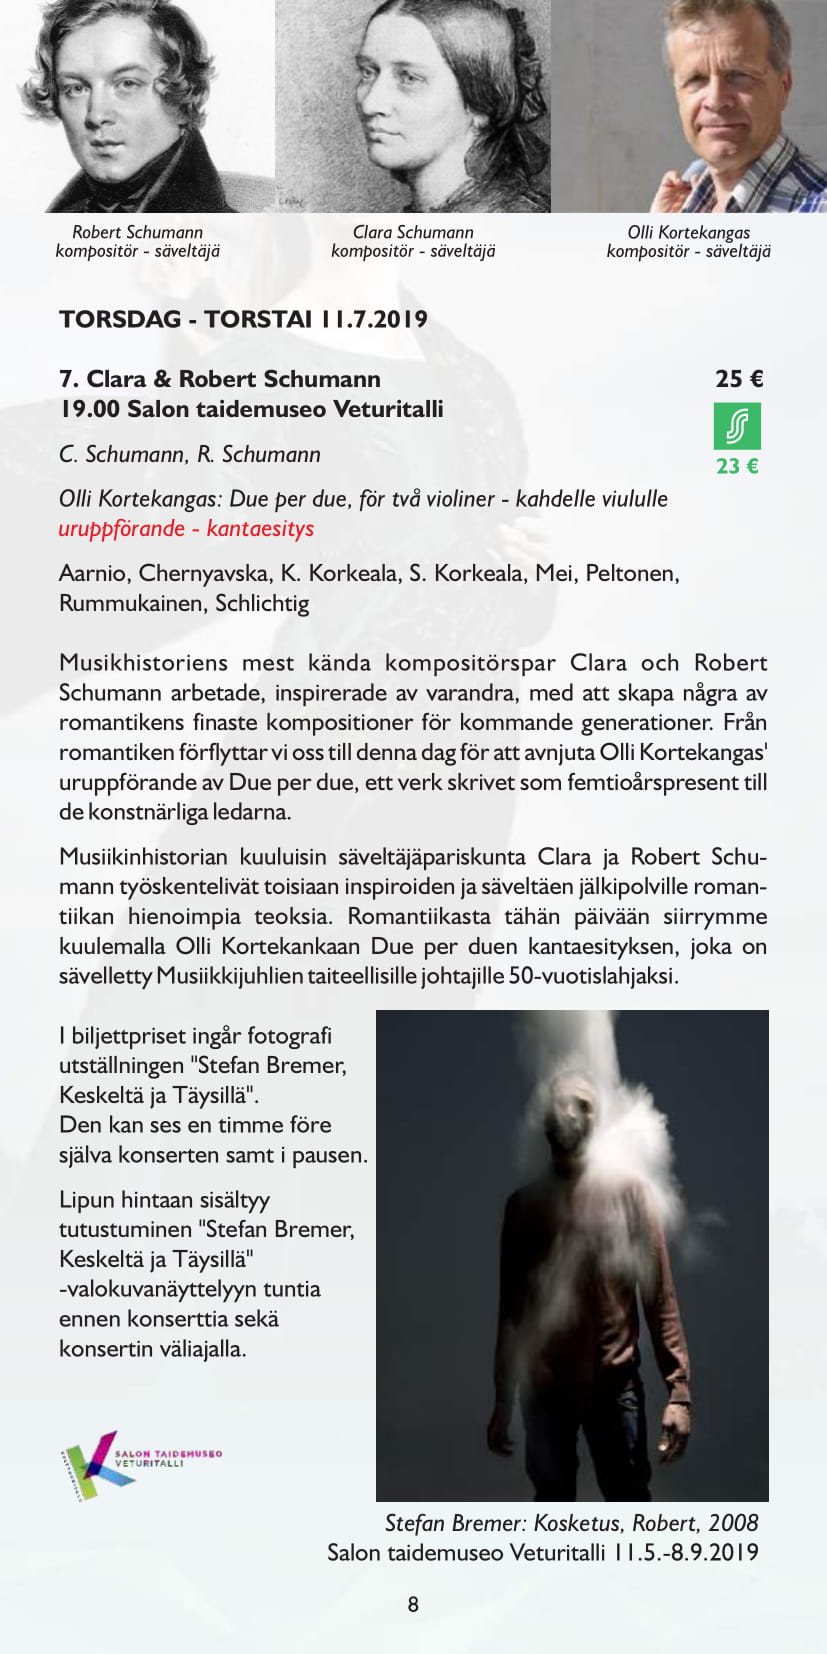 Robert Schumann
kompositör - säveltäjä
Clara Schumann
kompositör - säveltäjä
Olli Kortekangas
kompositör - säveltäjä
TORSDAG - TORSTAI 11.7.2019
7. Clara & Robert Schumann 25 €
19.00 Salon taidemuseo Veturitalli
C. Schumann, R. Schumann
23 €
Olli Kortekangas: Due per due, för två violiner - kahdelle viululle
uruppförande - kantaesitys
Aarnio, Chernyavska, K. Korkeala, S. Korkeala, Mei, Peltonen,
Rummukainen, Schlichtig
Musikhistoriens mest kända kompositörspar Clara och Robert
Schumann arbetade, inspirerade av varandra, med att skapa några av
romantikens finaste kompositioner för kommande generationer. Från
romantiken förflyttar vi oss till denna dag för att avnjuta Olli Kortekangas'
uruppförande av Due per due, ett verk skrivet som femtioårspresent till
de konstnärliga ledarna.
Musiikinhistorian kuuluisin säveltäjäpariskunta Clara ja Robert Schu-
mann työskentelivät toisiaan inspiroiden ja säveltäen jälkipolville roman-
tiikan hienoimpia teoksia. Romantiikasta tähän päivään siirrymme
kuulemalla Olli Kortekankaan Due per duen kantaesityksen, joka on
sävelletty Musiikkijuhlien taiteellisille johtajille 50-vuotislahjaksi.
I biljettpriset ingår fotografi
utställningen "Stefan Bremer,
Keskeltä ja Täysillä".
Den kan ses en timme före
själva konserten samt i pausen.
Lipun hintaan sisältyy
tutustuminen "Stefan Bremer,
Keskeltä ja Täysillä"
-valokuvanäyttelyyn tuntia
ennen konserttia sekä
konsertin väliajalla.
SALON TAIDEMUSEO
VETURITALLI
Stefan Bremer: Kosketus, Robert, 2008
Salon taidemuseo Veturitalli 11.5.-8.9.2019
8